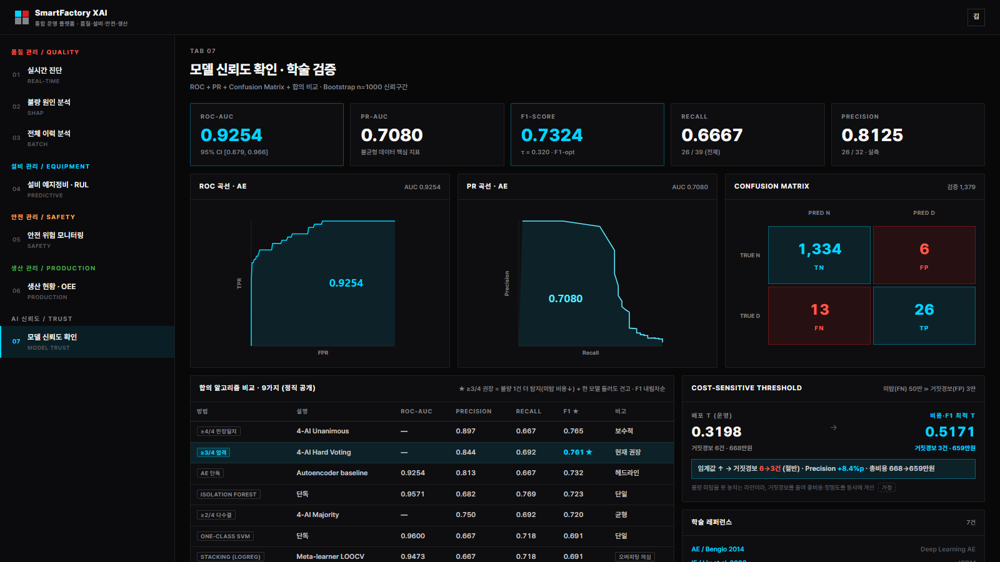 SmartFactory XAI
통합 운영 플랫폼 · 품질·설비·안전·생산
김
품질 관리 / QUALITY
01 실시간 진단
REAL-TIME
02 불량 원인 분석
SHAP
03 전체 이력 분석
BATCH
설비 관리 / EQUIPMENT
04 설비 예지정비 · RUL
PREDICTIVE
안전 관리 / SAFETY
05 안전 위험 모니터링
SAFETY
생산 관리 / PRODUCTION
06 생산 현황 · OEE
PRODUCTION
AI 신뢰도 / TRUST
07 모델 신뢰도 확인
MODEL TRUST
TAB 07
모델 신뢰도 확인 · 학술 검증
ROC + PR + Confusion Matrix + 합의 비교 · Bootstrap n=1000 신뢰구간
ROC-AUC
0.9254
95% CI [0.879, 0.966]
PR-AUC
0.7080
불균형 데이터 핵심 지표
F1-SCORE
0.7324
τ = 0.320 · F1-opt
RECALL
0.6667
26 / 39 (전체)
PRECISION
0.8125
26 / 32 · 실측
ROC 곡선 · AE AUC 0.9254
TPR
0.9254
FPR
PR 곡선 · AE AUC 0.7080
Precision
0.7080
Recall
CONFUSION MATRIX 검증 1,379
PRED N PRED D
TRUE N
1,334
TN
6
FP
TRUE D
13
FN
26
TP
합의 알고리즘 비교 · 9가지 (정직 공개) ★ ≥3/4 권장 = 불량 1건 더 탐지(미탐 비용↓) + 한 모델 틀려도 견고 · F1 내림차순
방법 설명 ROC-AUC PRECISION RECALL F1 ★ 비고
≥4/4 만장일치 4-AI Unanimous — 0.897 0.667 0.765 보수적
≥3/4 엄격 4-AI Hard Voting — 0.844 0.692 0.761 ★ 현재 권장
AE 단독 Autoencoder baseline 0.9254 0.813 0.667 0.732 헤드라인
ISOLATION FOREST 단독 0.9571 0.682 0.769 0.723 단일
≥2/4 다수결 4-AI Majority — 0.750 0.692 0.720 균형
ONE-CLASS SVM 단독 0.9600 0.667 0.718 0.691 단일
STACKING (LOGREG) Meta-learner LOOCV 0.9473 0.667 0.718 0.691 오버피팅 의심
COST-SENSITIVE THRESHOLD 미탐(FN) 50만 » 거짓경보(FP) 3만
배포 T (운영)
0.3198
거짓경보 6건 · 668만원
→
비용·F1 최적 T
0.5171
거짓경보 3건 · 659만원
임계값 ↑ → 거짓경보 6→3건 (절반) · Precision +8.4%p · 총비용 668→659만원
불량 미탐을 못 놓치는 라인이라, 거짓경보를 줄여 총비용·정밀도를 동시에 개선 가정
학술 레퍼런스 7건
AE / Bengio 2014 Deep Learning AE